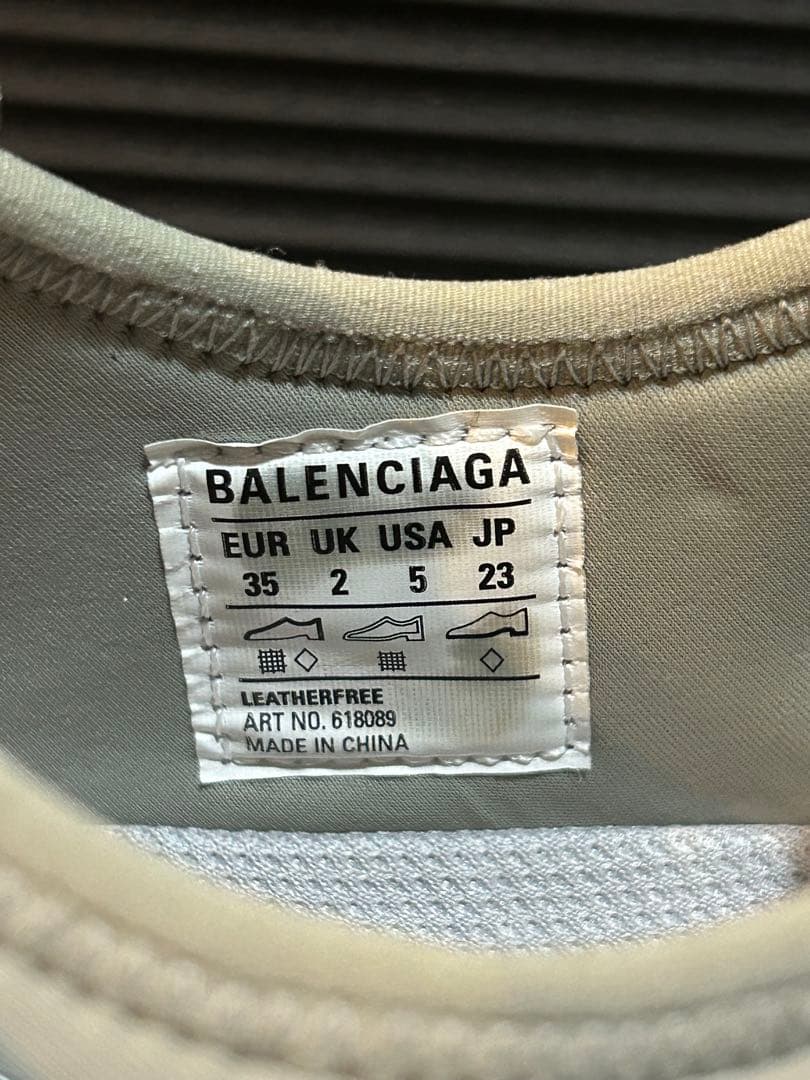 BALENCIAGA
EUR UK USA JP
35 2 5 23
LEATHERFREE
ART NO. 618089
MADE IN CHINA